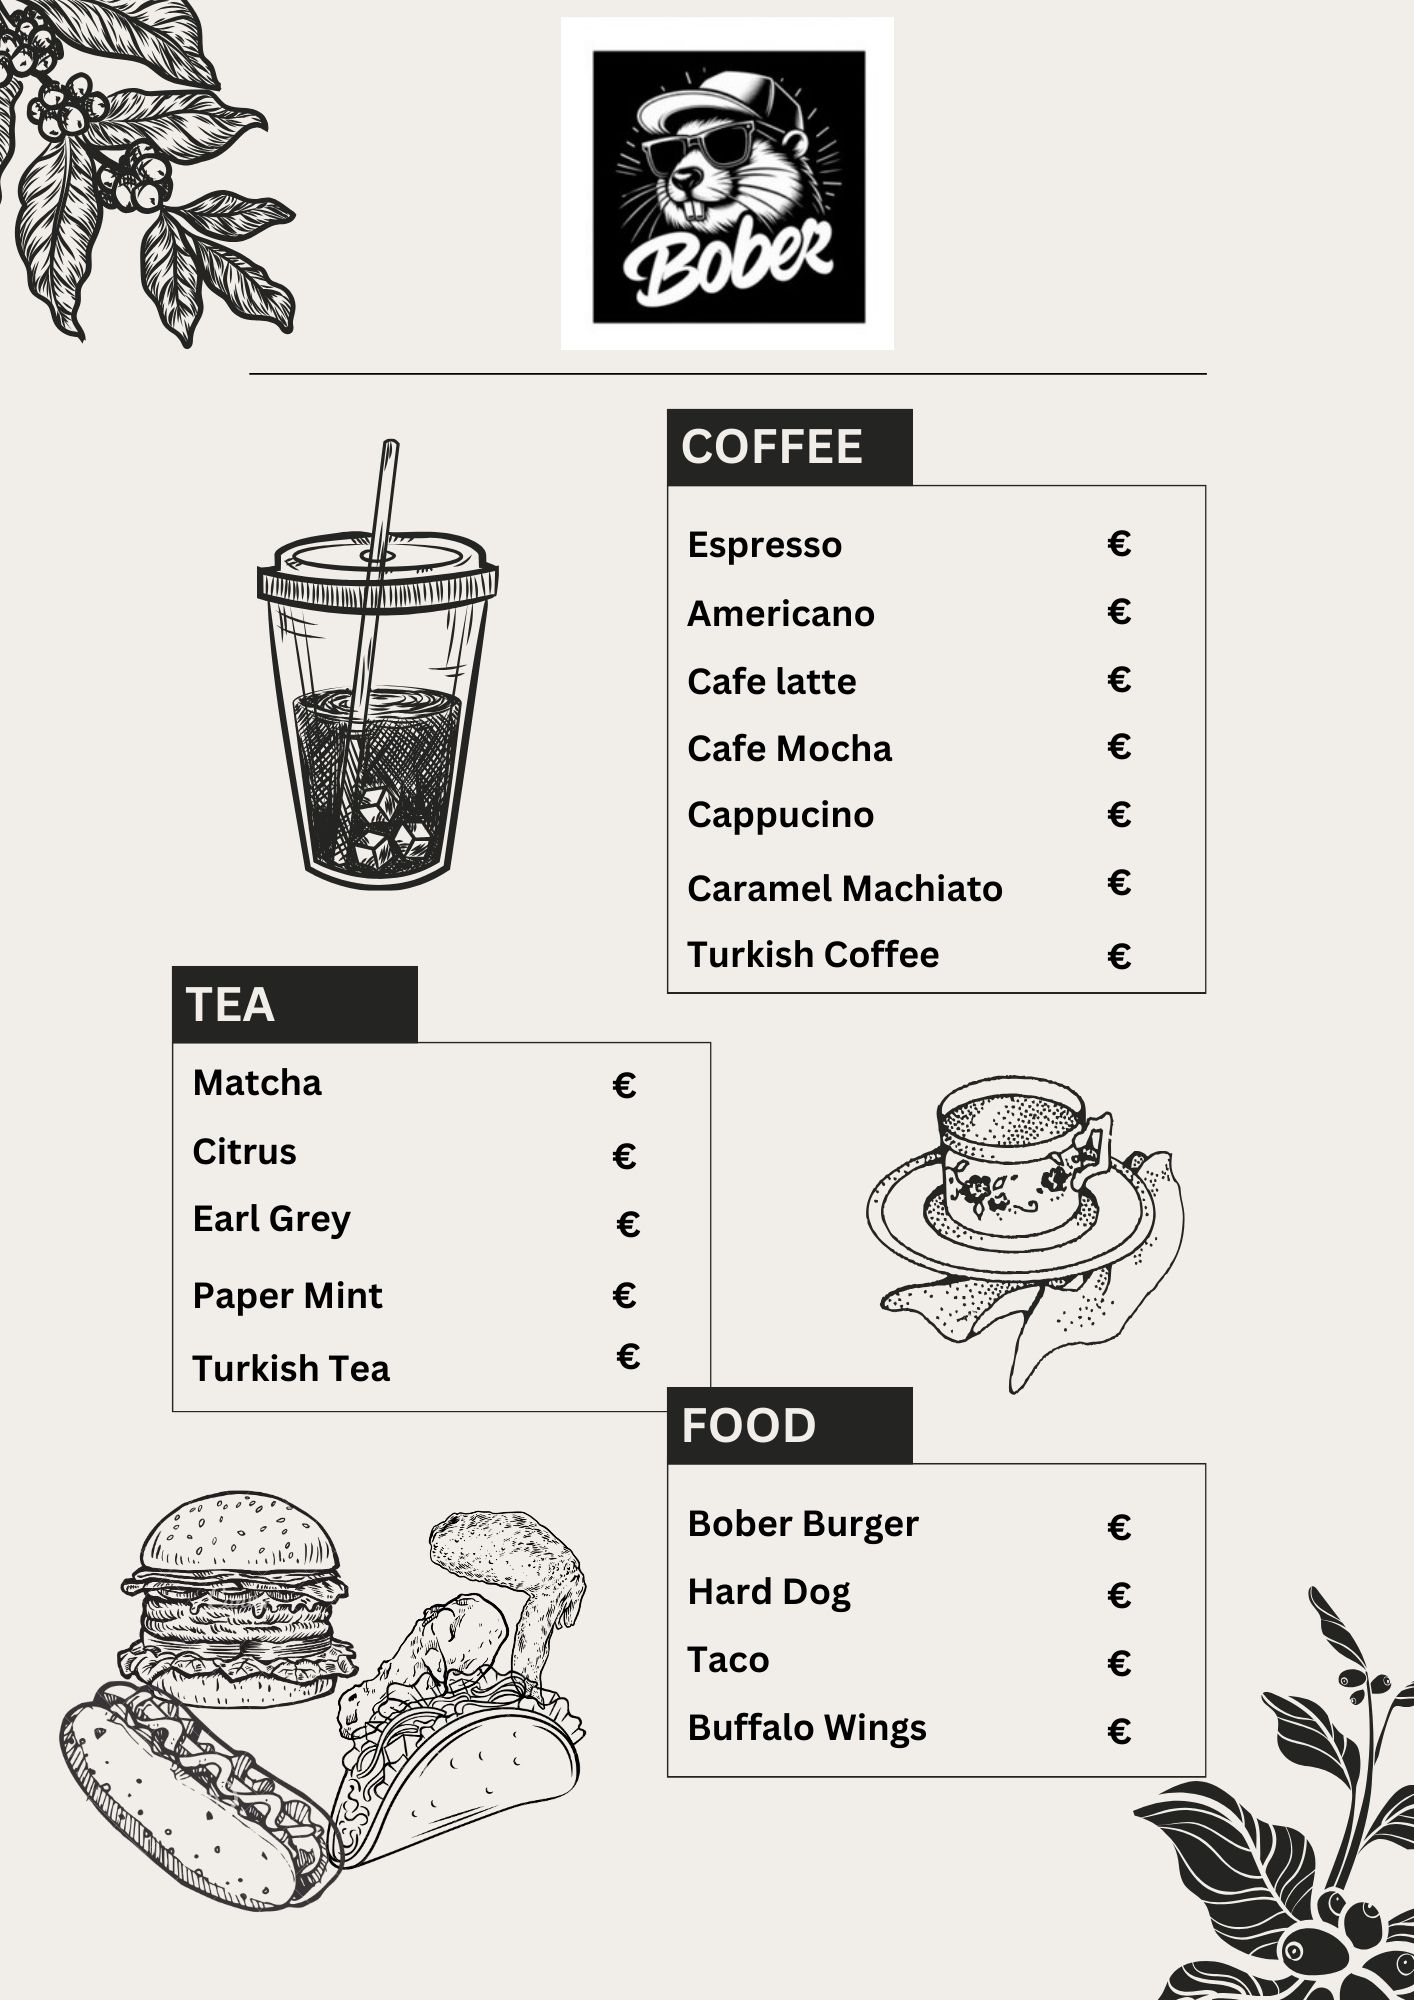 Bober
COFFEE
Espresso €
Americano €
Cafe latte €
Cafe Mocha €
Cappucino €
Caramel Machiato €
Turkish Coffee €
TEA
Matcha €
Citrus €
Earl Grey €
Paper Mint €
Turkish Tea €
FOOD
Bober Burger €
Hard Dog €
Taco €
Buffalo Wings €